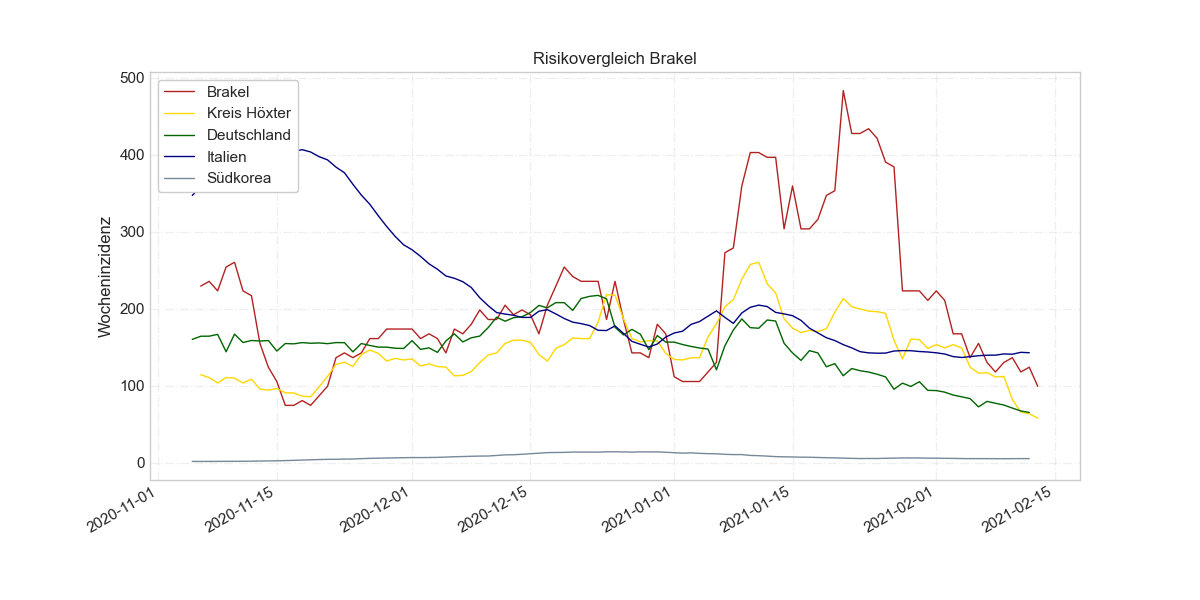 Risikovergleich Brakel
Wocheninzidenz
500
400
300
200
100
0
Brakel
Kreis Höxter
Deutschland
Italien
Südkorea
2020-11-01
2020-11-15
2020-12-01
2020-12-15
2021-01-01
2021-01-15
2021-02-01
2021-02-15